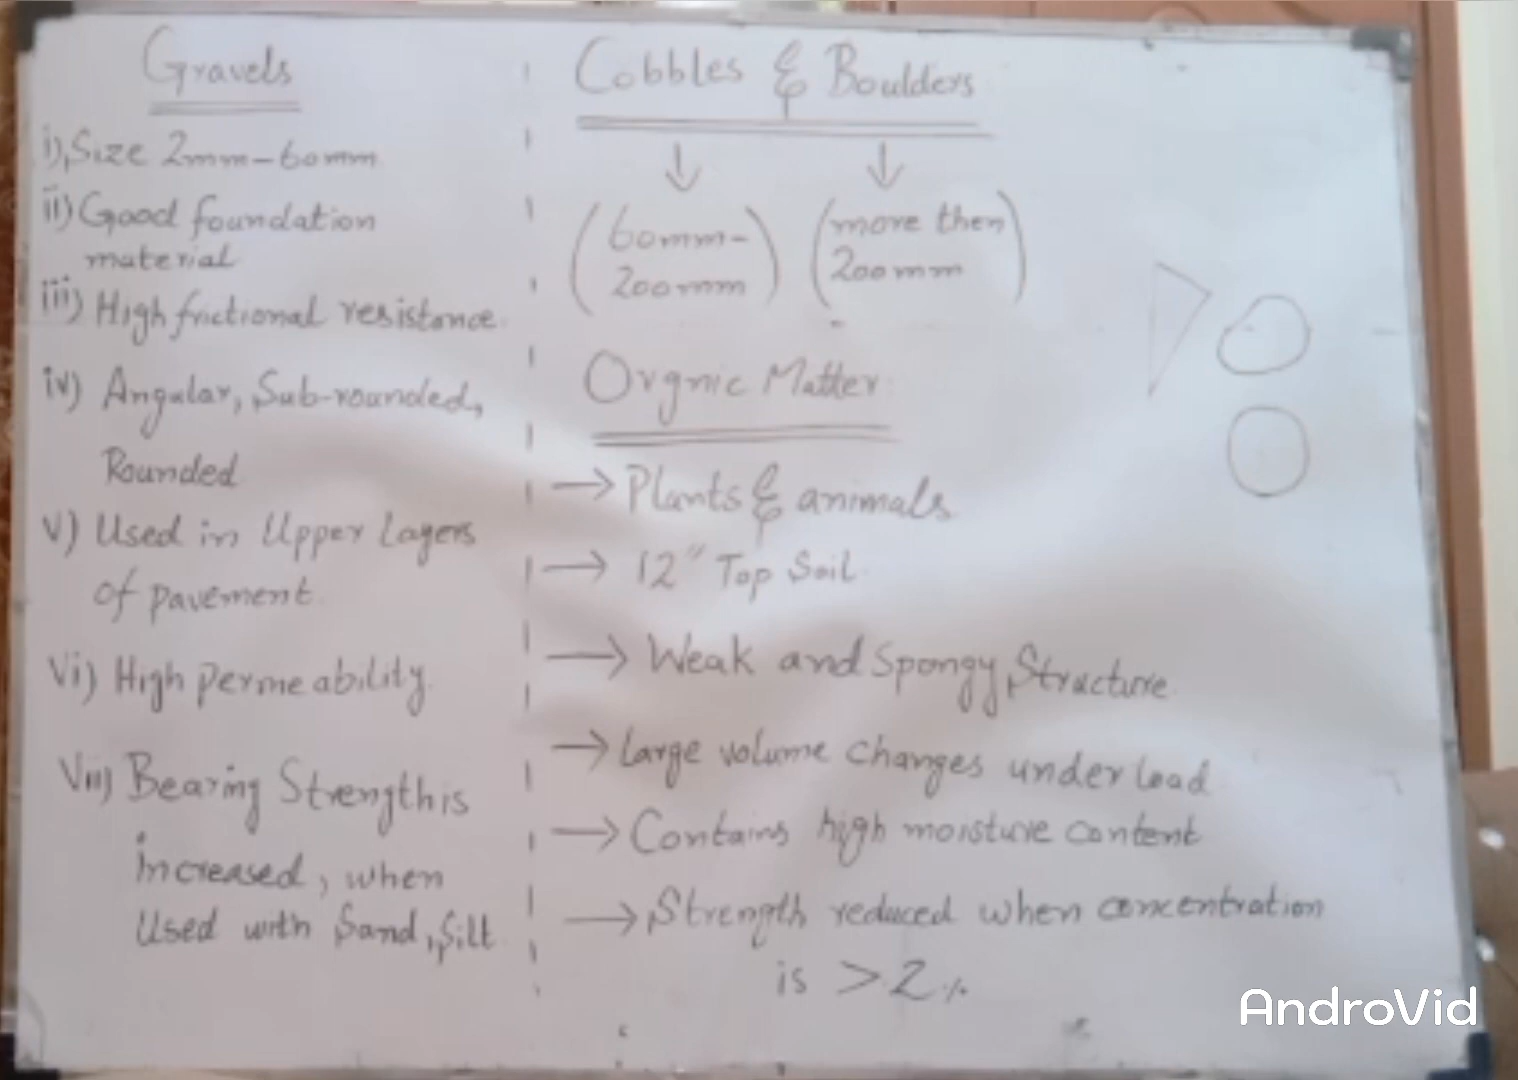 Gravels
i) Size 2mm-60mm
ii) Good foundation
material
iii) High frictional resistance.
iv) Angular, Sub-rounded,
Rounded
v) Used in Upper Layers
of pavement.
vi) High permeability.
vii) Bearing Strength is
increased, when
Used with Sand, Silt
Cobbles & Boulders
(60mm-
200mm)
(more then
200mm)
Orgnic Matter
→ Plants & animals
→ 12" Top Soil
→ Weak and Spongy Structure
→ Large volume changes under load
→ Contains high moisture content
→ Strength reduced when concentration
is >2%
AndroVid